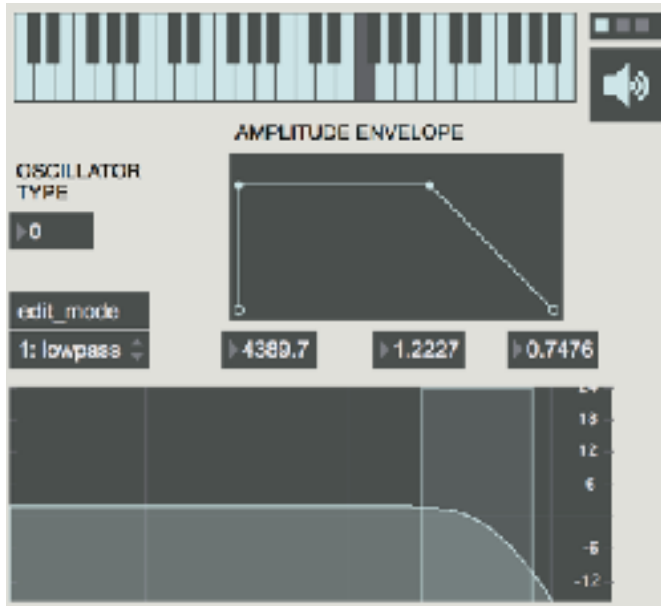 AMPLITUDE ENVELOPE
OSCILLATOR
TYPE
0
edit_mode
1: lowpass
4389.7
1.2227
0.7476
24
18
12
6
-6
-12